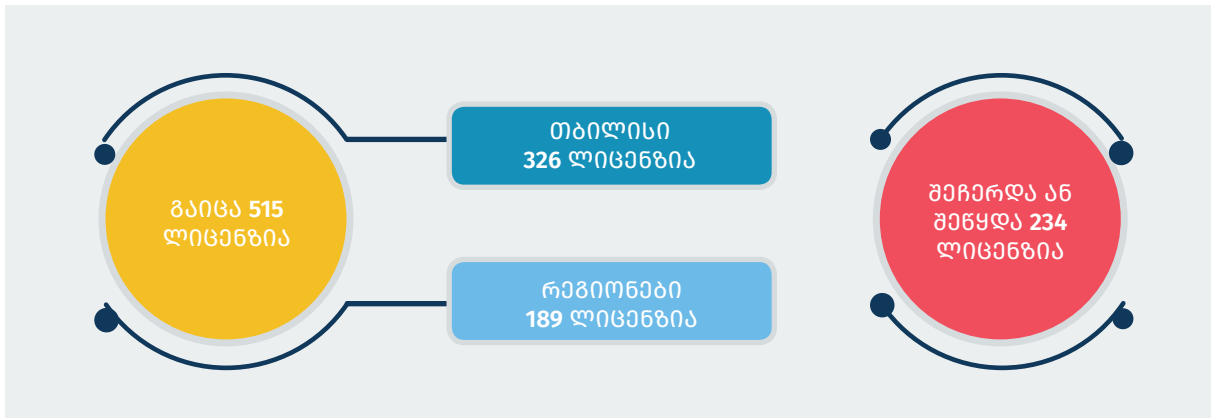 გაიცა 515
ლიცენზია
თბილისი
326 ლიცენზია
რეგიონები
189 ლიცენზია
შეჩერდა ან
შეწყდა 234
ლიცენზია